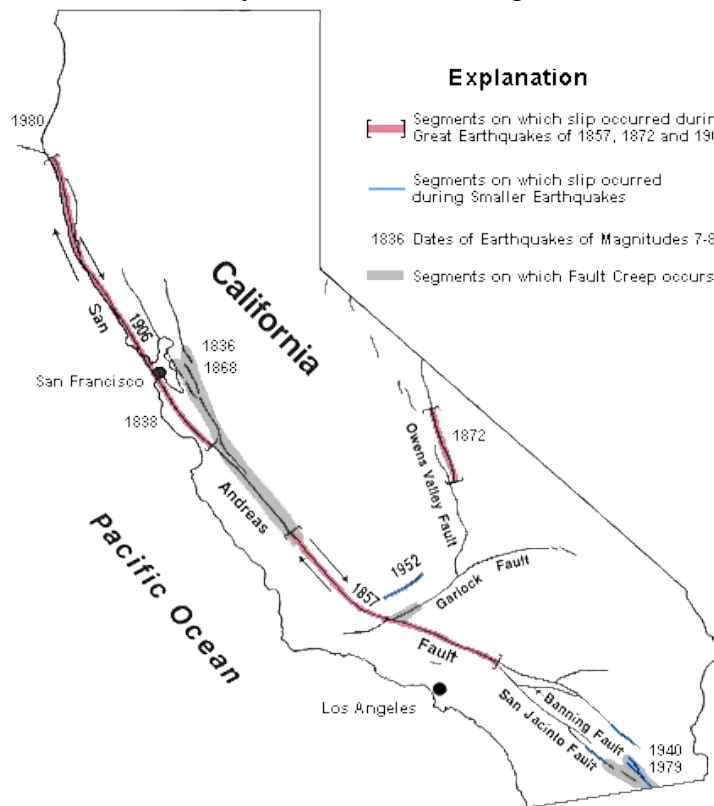 Explanation
Segments on which slip occurred durin
Great Earthquakes of 1857, 1872 and 190
Segments on which slip ocurred
during Smaller Earthquakes
1836 Dates of Earthquakes of Magnitudes 7-8
Segments on which Fault Creep occurs
1980
San
1906
California
1836
1868
San Francisco
1838
1872
Owens Valley Fault
Andreas
Pacific Ocean
1952
1857
Garlock Fault
Fault
Los Angeles
Banning Fault
San Jacinto Fault
1940
1979